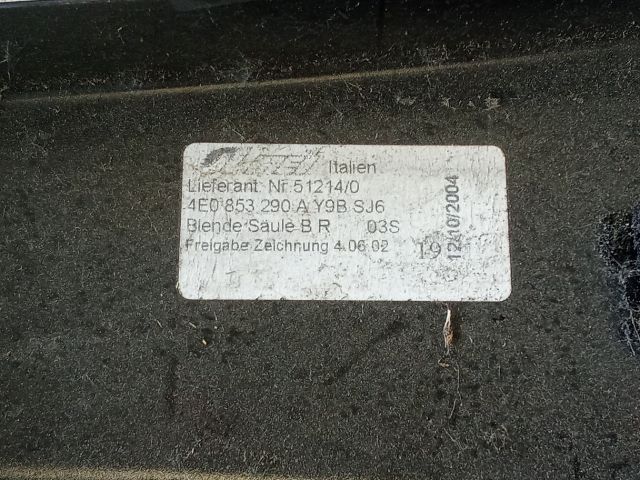 Italien
Lieferant: Nr.51214/0
4E0 853 290 A Y9B SJ6
Blende Säule B R 03S
Freigabe Zeichnung 4.06.02 19
12/10/2004